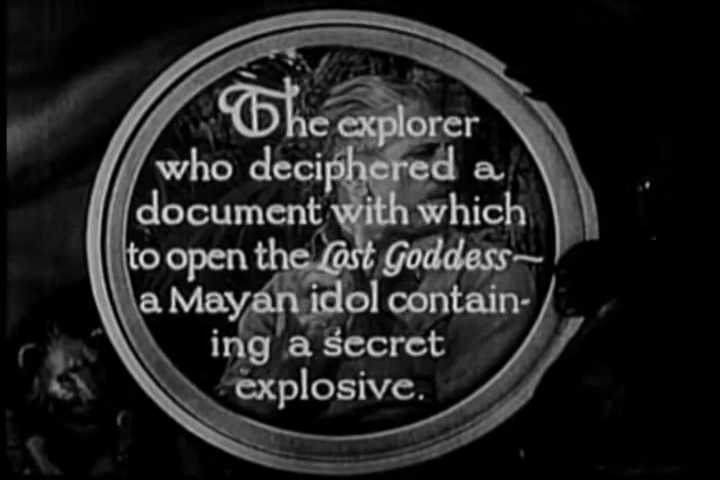 The explorer
who deciphered a
document with which
to open the Lost Goddess—
a Mayan idol contain-
ing a secret
explosive.